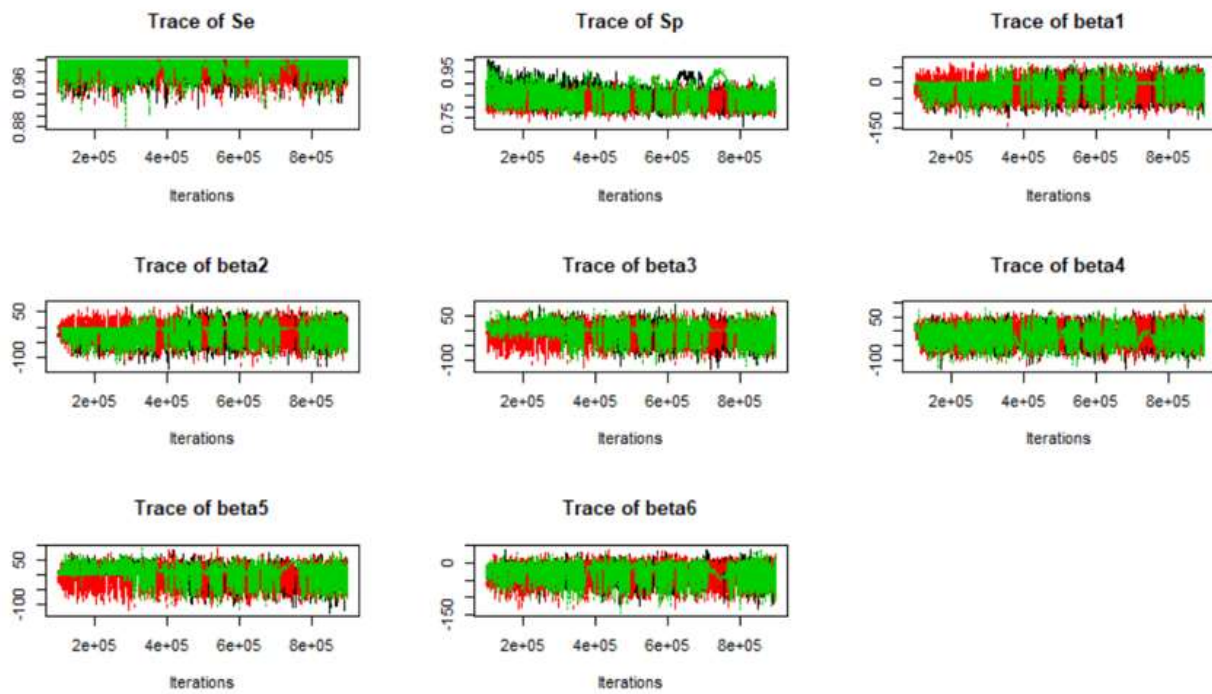 Trace of Se
0.88 0.96
2e+05 4e+05 6e+05 8e+05
Iterations
Trace of Sp
0.75 0.95
2e+05 4e+05 6e+05 8e+05
Iterations
Trace of beta1
-150 0
2e+05 4e+05 6e+05 8e+05
Iterations
Trace of beta2
-100 50
2e+05 4e+05 6e+05 8e+05
Iterations
Trace of beta3
-100 50
2e+05 4e+05 6e+05 8e+05
Iterations
Trace of beta4
-100 50
2e+05 4e+05 6e+05 8e+05
Iterations
Trace of beta5
-100 50
2e+05 4e+05 6e+05 8e+05
Iterations
Trace of beta6
-150 0
2e+05 4e+05 6e+05 8e+05
Iterations